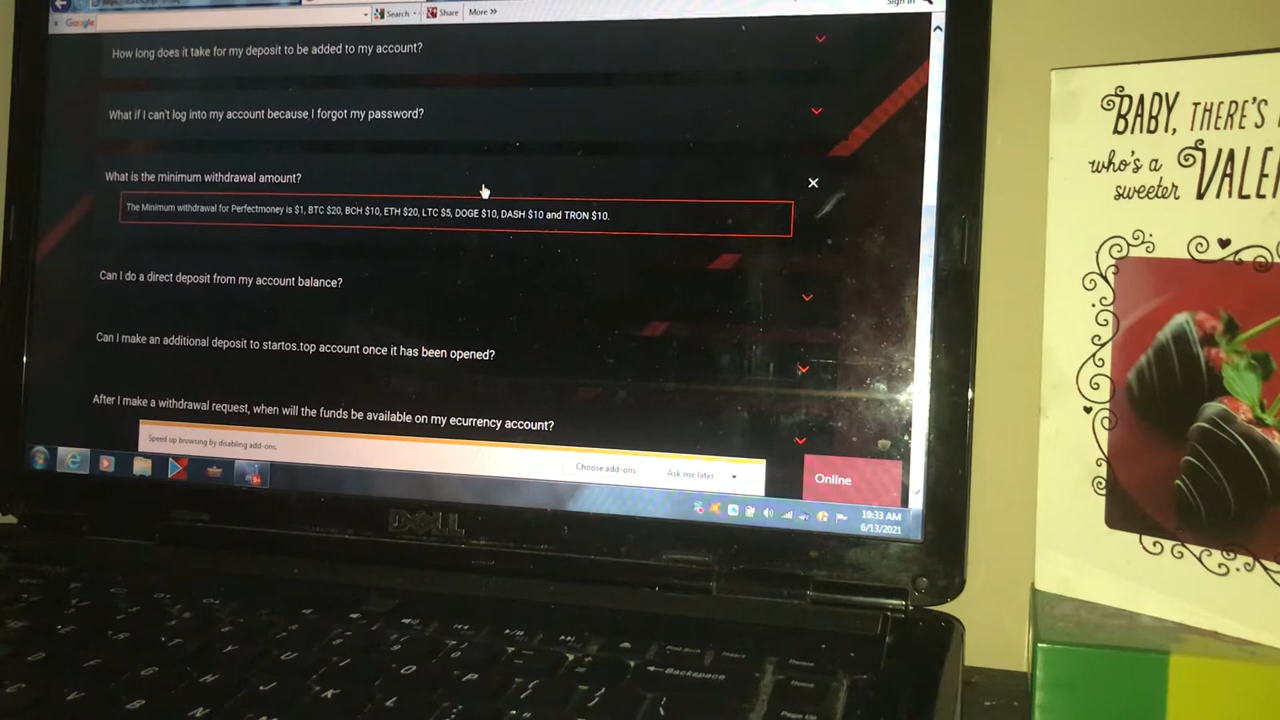 Google
Search
Share
More »
Sign in
How long does it take for my deposit to be added to my account?
What if I can't log into my account because I forgot my password?
What is the minimum withdrawal amount?
The Minimum withdrawal for Perfectmoney is $1, BTC $20, BCH $10, ETH $20, LTC $5, DOGE $10, DASH $10 and TRON $10.
Can I do a direct deposit from my account balance?
Can I make an additional deposit to startos.top account once it has been opened?
After I make a withdrawal request, when will the funds be available on my ecurrency account?
Speed up browsing by disabling add-ons.
Choose add-ons
Ask me later
Online
10:33 AM
6/13/2021
DELL
Backspace
Home
BABY, THERE'S
who's a
sweeter